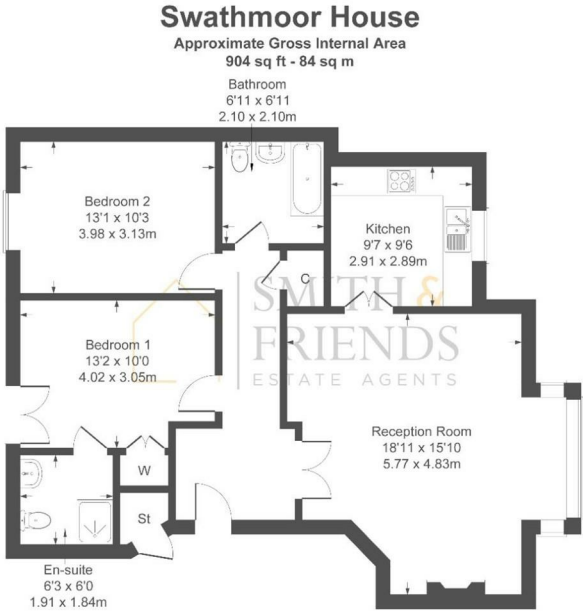 Swathmoor House
Approximate Gross Internal Area
904 sq ft - 84 sq m
Bathroom
6'11 x 6'11
2.10 x 2.10m
Bedroom 2
13'1 x 10'3
3.98 x 3.13m
Kitchen
9'7 x 9'6
2.91 x 2.89m
C
SMITH &
FRIENDS
ESTATE AGENTS
Bedroom 1
13'2 x 10'0
4.02 x 3.05m
Reception Room
18'11 x 15'10
5.77 x 4.83m
W
St
En-suite
6'3 x 6'0
1.91 x 1.84m